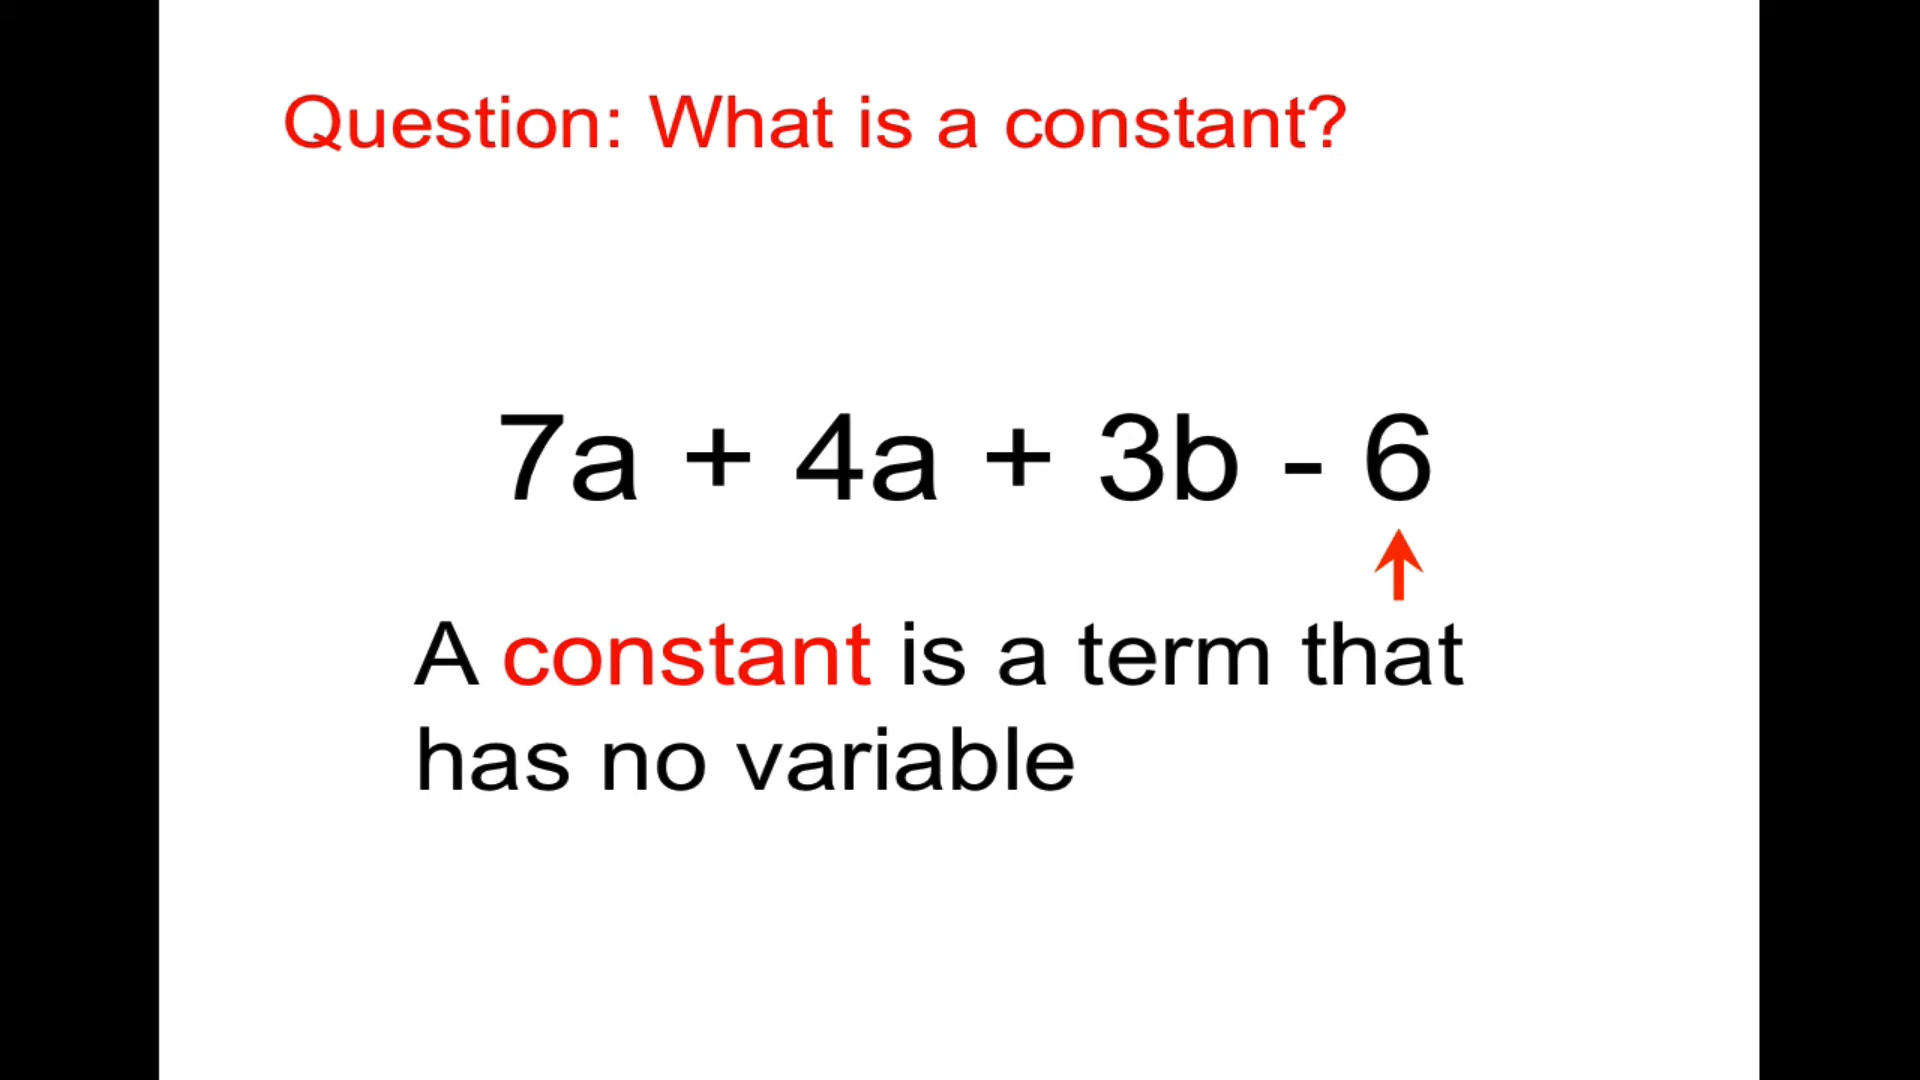 Question: What is a constant?
7a + 4a + 3b - 6
A constant is a term that
has no variable